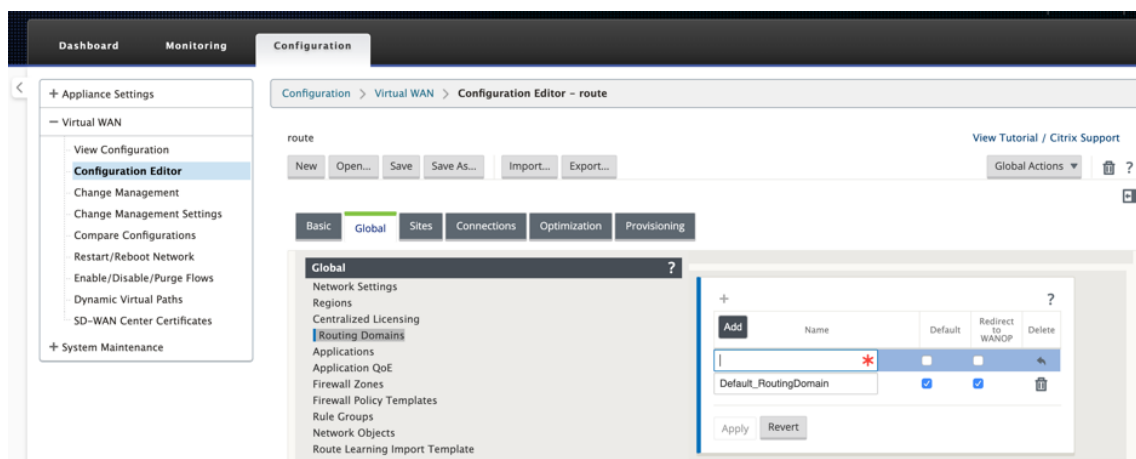 Dashboard Monitoring Configuration
+ Appliance Settings
− Virtual WAN
View Configuration
Configuration Editor
Change Management
Change Management Settings
Compare Configurations
Restart/Reboot Network
Enable/Disable/Purge Flows
Dynamic Virtual Paths
SD-WAN Center Certificates
+ System Maintenance
Configuration > Virtual WAN > Configuration Editor - route
route
View Tutorial / Citrix Support
New Open... Save Save As... Import... Export... Global Actions ?
Basic Global Sites Connections Optimization Provisioning
Global ?
Network Settings
Regions
Centralized Licensing
Routing Domains
Applications
Application QoE
Firewall Zones
Firewall Policy Templates
Rule Groups
Network Objects
Route Learning Import Template
+ ?
Add Name Default Redirect to WANOP Delete
*
Default_RoutingDomain
Apply Revert